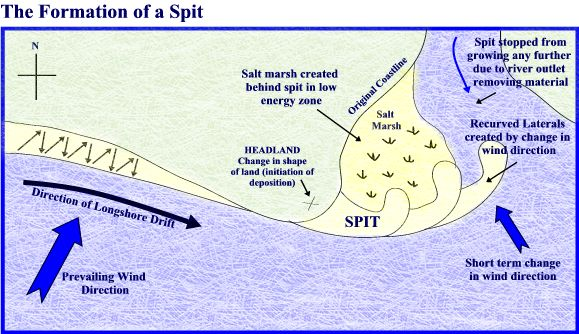 The Formation of a Spit
N
Spit stopped from
growing any further
due to river outlet
removing material
Salt marsh created
behind spit in low
energy zone
Original Coastline
Salt
Marsh
Recurved Laterals
created by change in
wind direction
HEADLAND
Change in shape
of land (initiation of
deposition)
Direction of Longshore Drift
SPIT
Prevailing Wind
Direction
Short term change
in wind direction